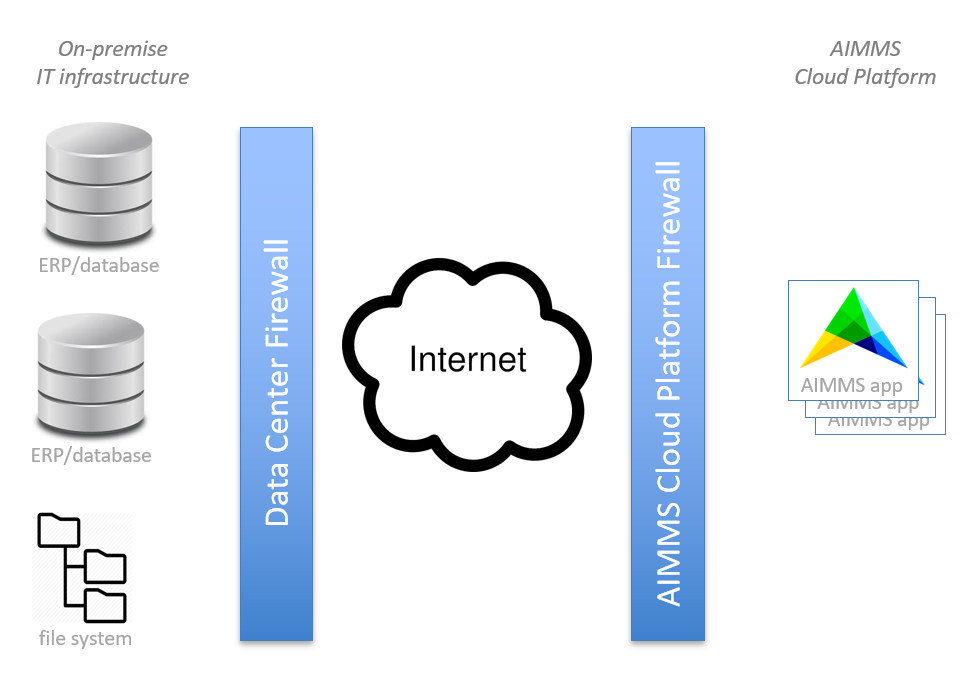 On-premise
IT infrastructure
AIMMS
Cloud Platform
ERP/database
ERP/database
file system
Data Center Firewall
Internet
AIMMS Cloud Platform Firewall
AIMMS app
AIMMS app
AIMMS app